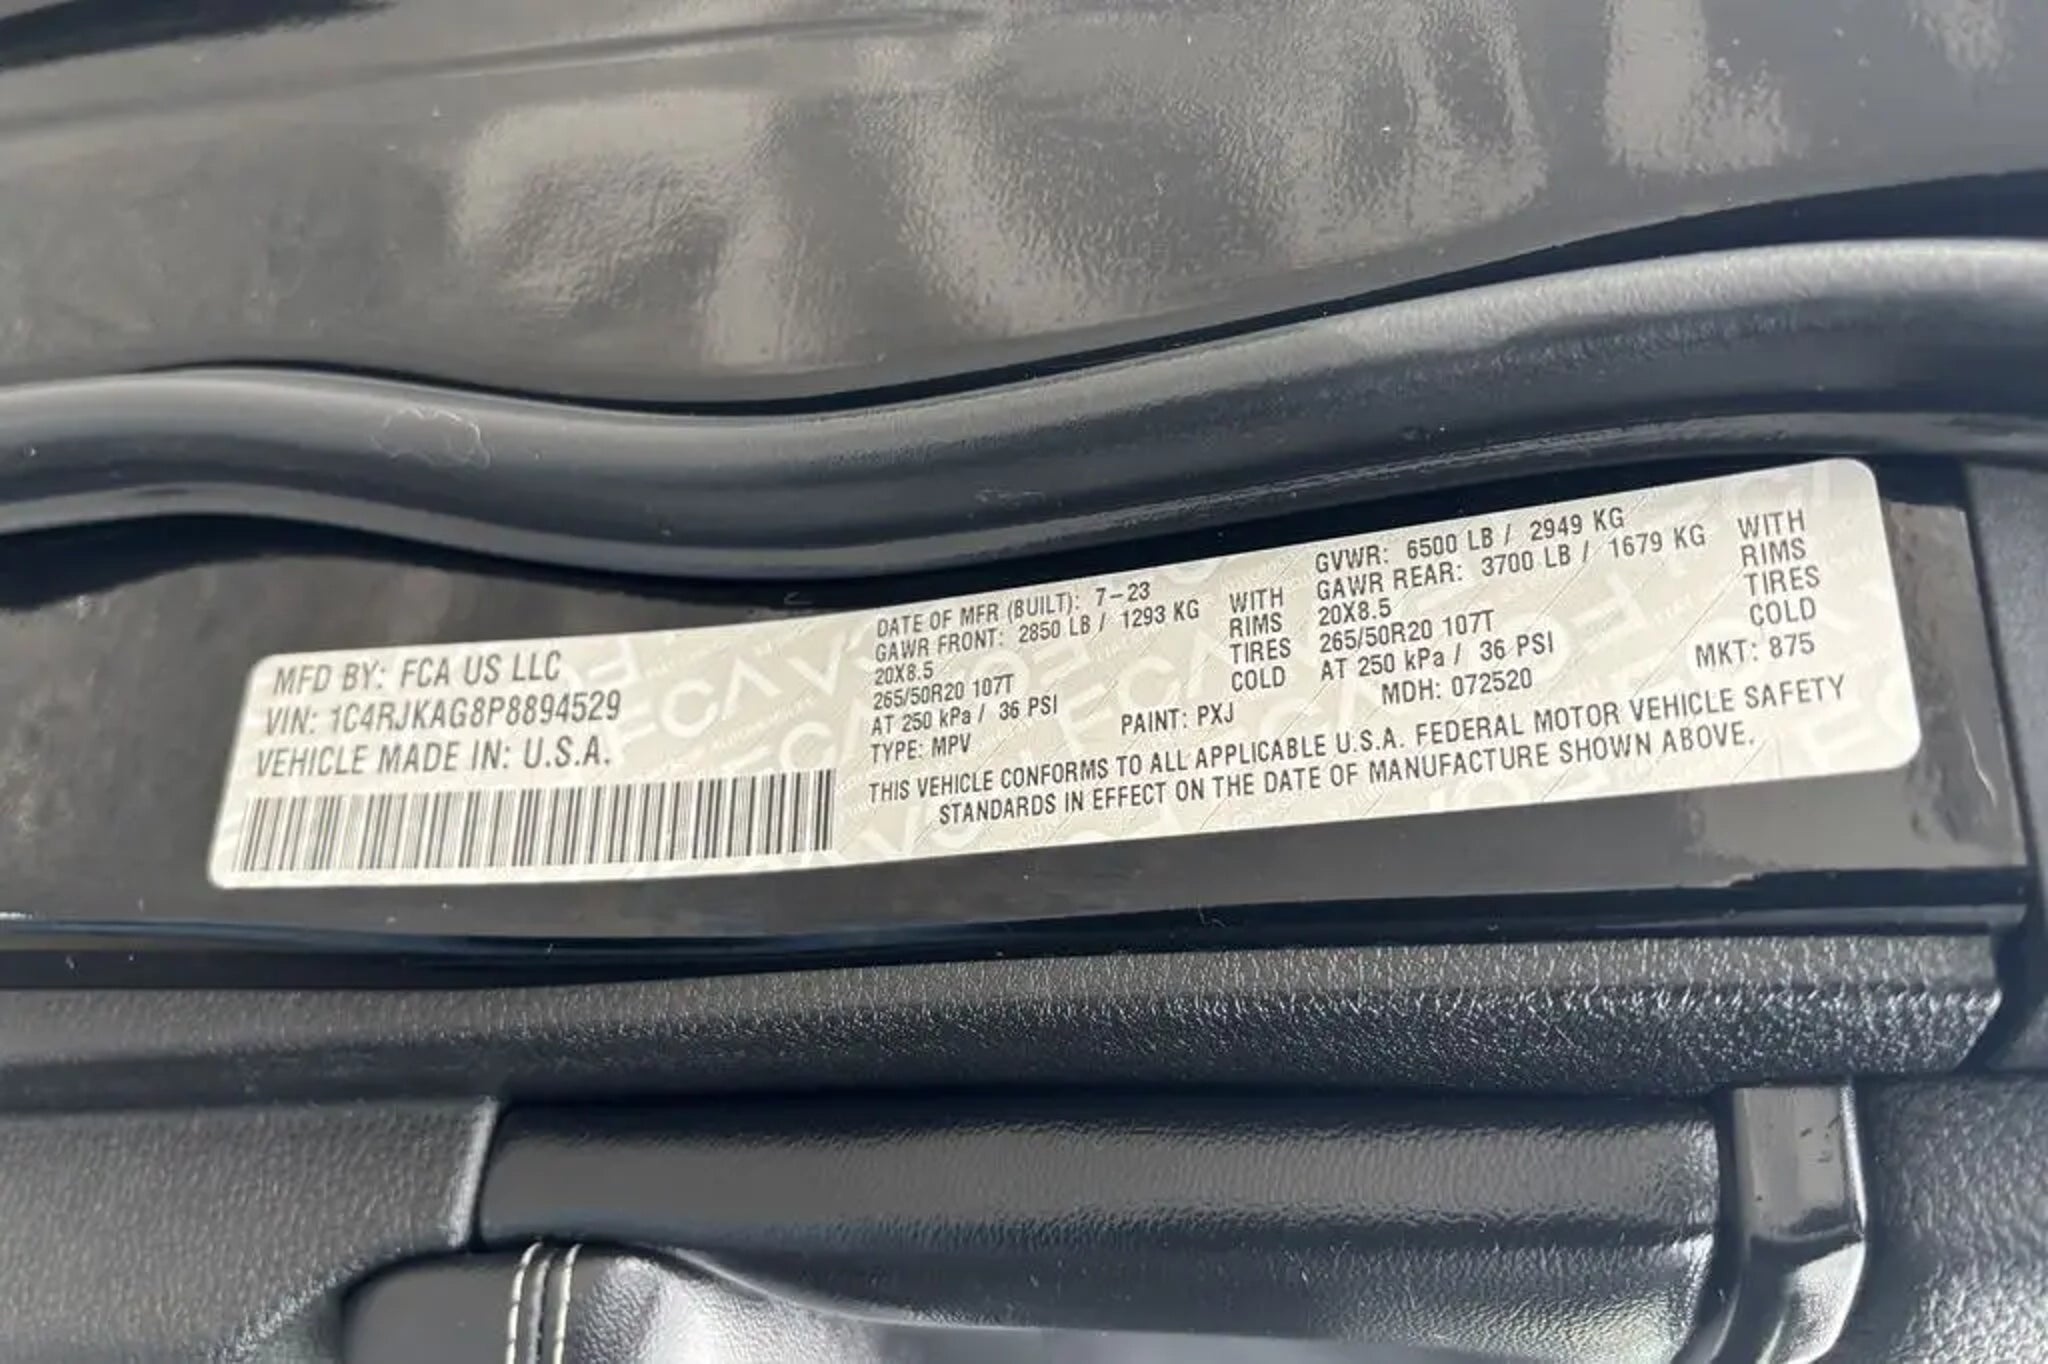 MFD BY: FCA US LLC
VIN: 1C4RJKAG8P8894529
VEHICLE MADE IN: U.S.A.
DATE OF MFR (BUILT): 7-23
GAWR FRONT: 2850 LB / 1293 KG WITH
20X8.5 RIMS
265/50R20 107T TIRES
AT 250 kPa / 36 PSI COLD
TYPE: MPV PAINT: PXJ
GVWR: 6500 LB / 2949 KG
GAWR REAR: 3700 LB / 1679 KG WITH
20X8.5 RIMS
265/50R20 107T TIRES
AT 250 kPa / 36 PSI COLD
MDH: 072520 MKT: 875
THIS VEHICLE CONFORMS TO ALL APPLICABLE U.S.A. FEDERAL MOTOR VEHICLE SAFETY
STANDARDS IN EFFECT ON THE DATE OF MANUFACTURE SHOWN ABOVE.